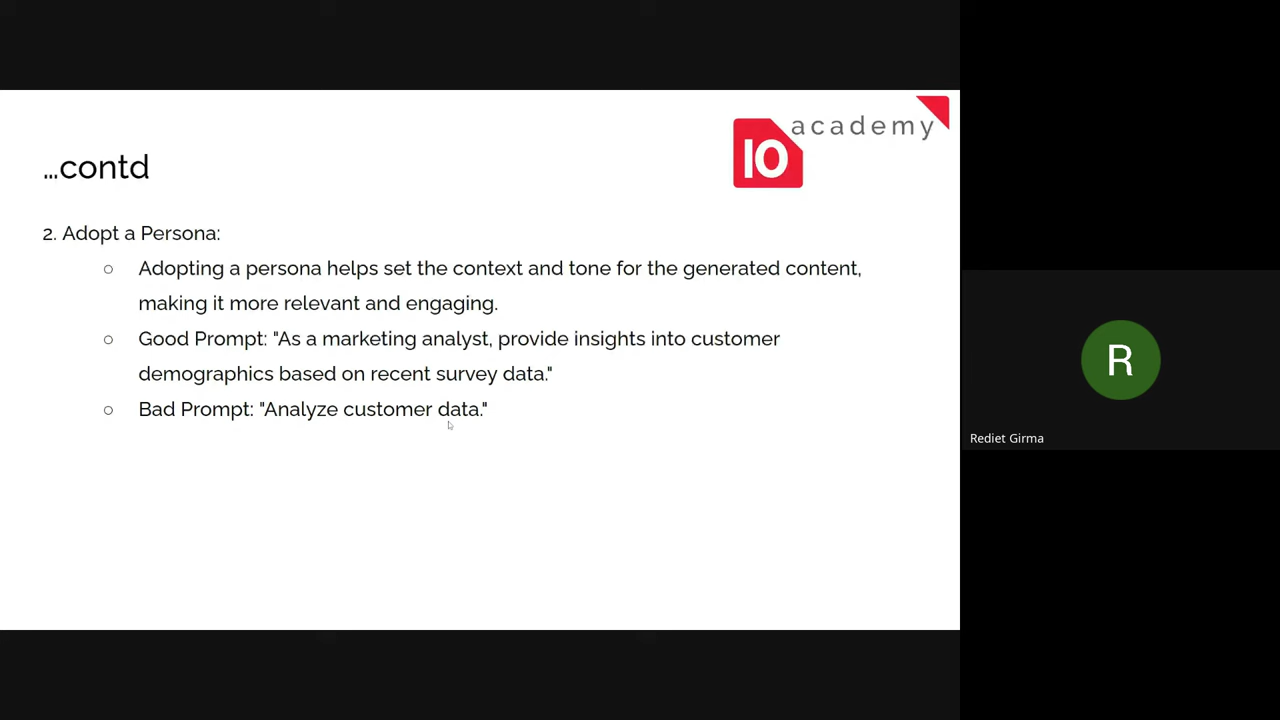 academy
10
...contd
2. Adopt a Persona:
○ Adopting a persona helps set the context and tone for the generated content,
making it more relevant and engaging.
○ Good Prompt: "As a marketing analyst, provide insights into customer
demographics based on recent survey data."
○ Bad Prompt: "Analyze customer data."
R
Rediet Girma